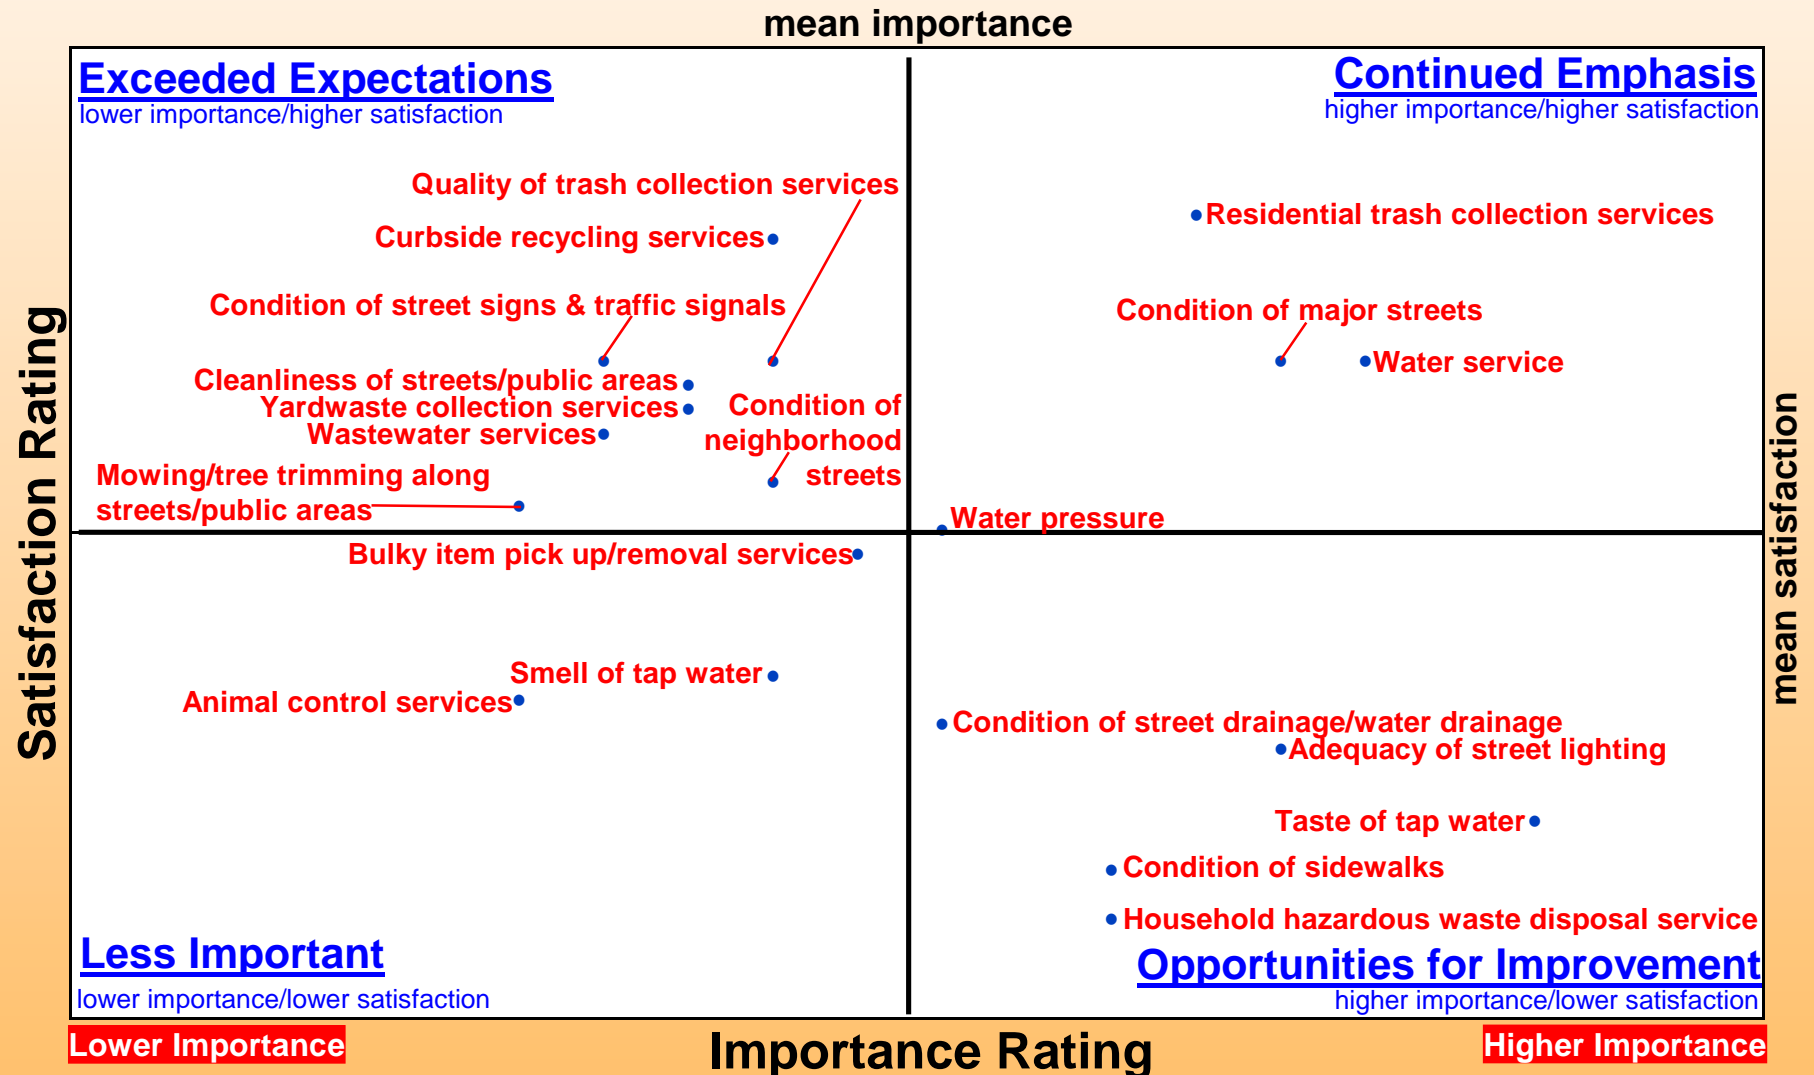 mean importance
Exceeded Expectations
lower importance/higher satisfaction
Continued Emphasis
higher importance/higher satisfaction
Quality of trash collection services
Curbside recycling services
Residential trash collection services
Condition of street signs & traffic signals
Condition of major streets
Water service
Cleanliness of streets/public areas
Yardwaste collection services
Wastewater services
Condition of
neighborhood
streets
Mowing/tree trimming along
streets/public areas
Water pressure
Bulky item pick up/removal services
Smell of tap water
Animal control services
Condition of street drainage/water drainage
Adequacy of street lighting
Taste of tap water
Condition of sidewalks
Household hazardous waste disposal service
Less Important
lower importance/lower satisfaction
Opportunities for Improvement
higher importance/lower satisfaction
Satisfaction Rating
mean satisfaction
Lower Importance
Importance Rating
Higher Importance